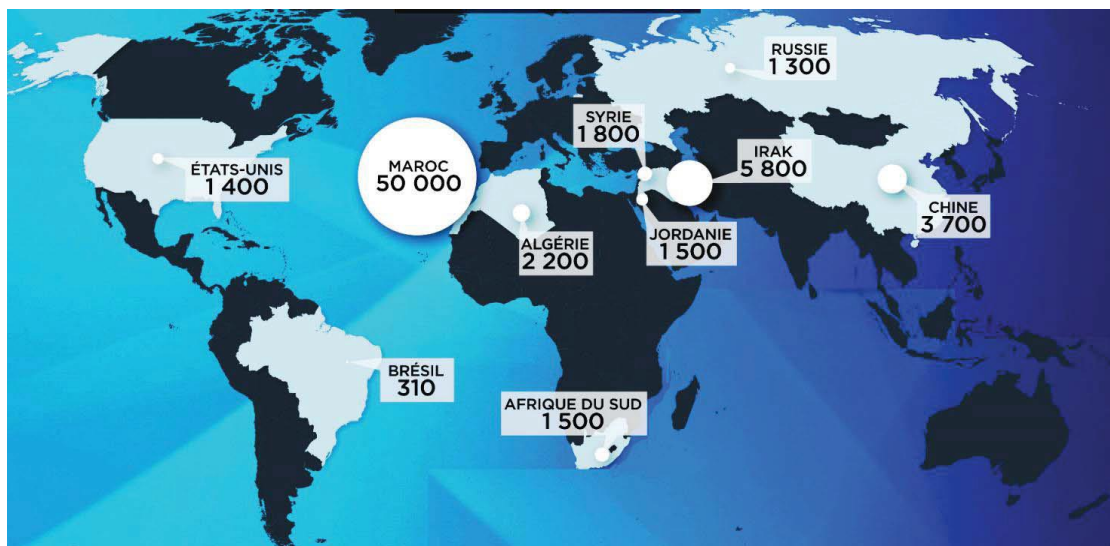 RUSSIE
1 300
SYRIE
1 800
IRAK
5 800
MAROC
50 000
ÉTATS-UNIS
1 400
CHINE
3 700
JORDANIE
1 500
ALGÉRIE
2 200
BRÉSIL
310
AFRIQUE DU SUD
1 500